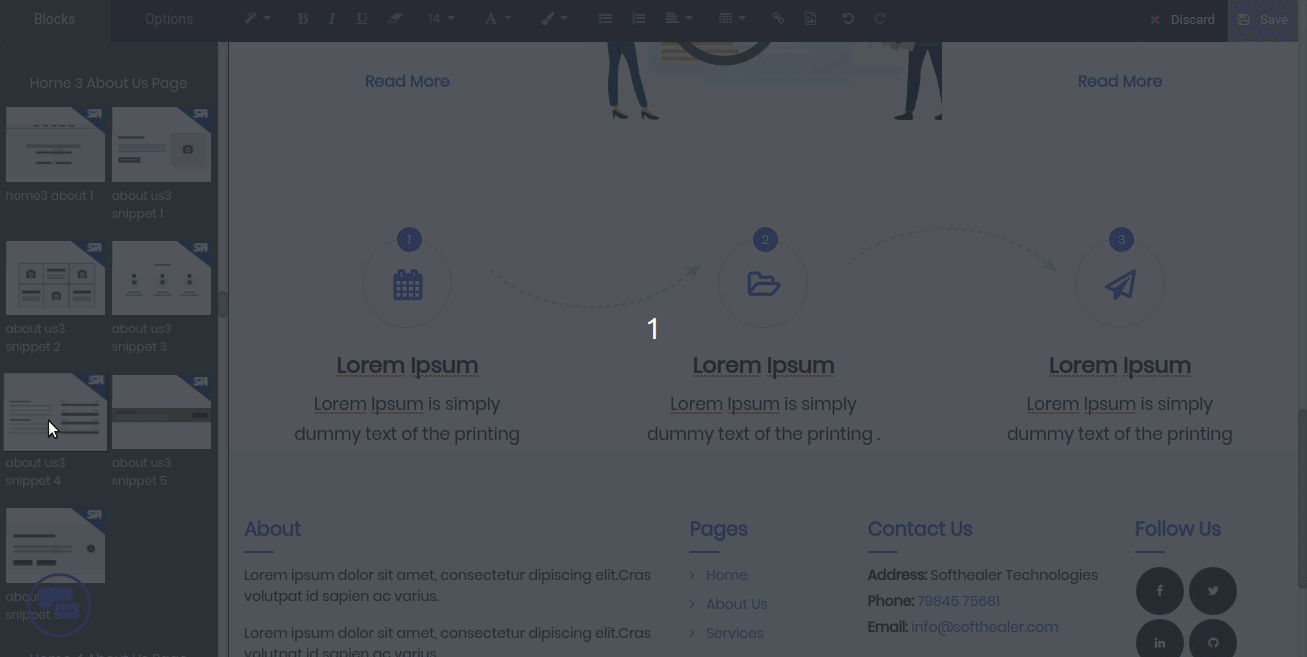 Blocks
Options
B I U
14
A
Discard
Save
Home 3 About Us Page
home3 about 1
about us3
snippet 1
about us3
snippet 2
about us3
snippet 3
about us3
snippet 4
about us3
snippet 5
snippet
Home 4 About Us Page
Read More
Read More
1
2
3
1
Lorem Ipsum
Lorem Ipsum is simply
dummy text of the printing
Lorem Ipsum
Lorem Ipsum is simply
dummy text of the printing .
Lorem Ipsum
Lorem Ipsum is simply
dummy text of the printing
About
Lorem ipsum dolor sit amet, consectetur dipiscing elit.Cras
volutpat id sapien ac varius.
Lorem ipsum dolor sit amet, consectetur dipiscing elit.Cras
volutpat id sapien ac varius.
Pages
Home
About Us
Services
Contact Us
Address: Softhealer Technologies
Phone: 79845 75681
Email: info@softhealer.com
Follow Us